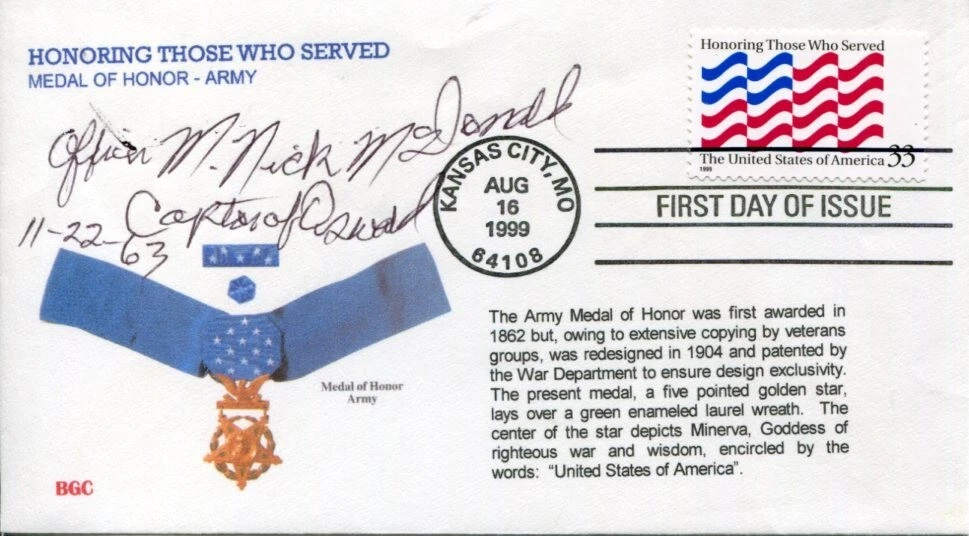 HONORING THOSE WHO SERVED
MEDAL OF HONOR - ARMY
Officer M. Nick McDonald
Captor of Oswald
11-22-63
Honoring Those Who Served
The United States of America 33
1999
KANSAS CITY, MO
AUG
16
1999
64108
FIRST DAY OF ISSUE
Medal of Honor
Army
The Army Medal of Honor was first awarded in
1862 but, owing to extensive copying by veterans
groups, was redesigned in 1904 and patented by
the War Department to ensure design exclusivity.
The present medal, a five pointed golden star,
lays over a green enameled laurel wreath. The
center of the star depicts Minerva, Goddess of
righteous war and wisdom, encircled by the
words: “United States of America”.
BGC